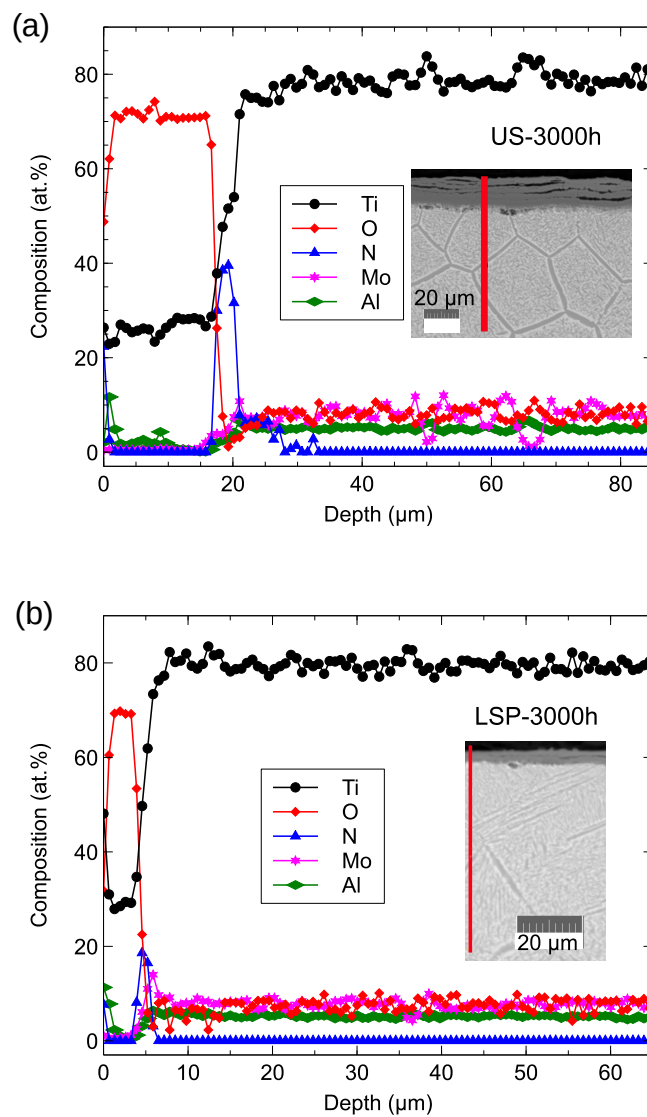 (a)
80
60
40
20
0
Composition (at.%)
US-3000h
Ti
O
N
Mo
Al
20 μm
0
20
40
60
80
Depth (μm)
(b)
80
60
40
20
0
Composition (at.%)
LSP-3000h
Ti
O
N
Mo
Al
20 μm
0
10
20
30
40
50
60
Depth (μm)